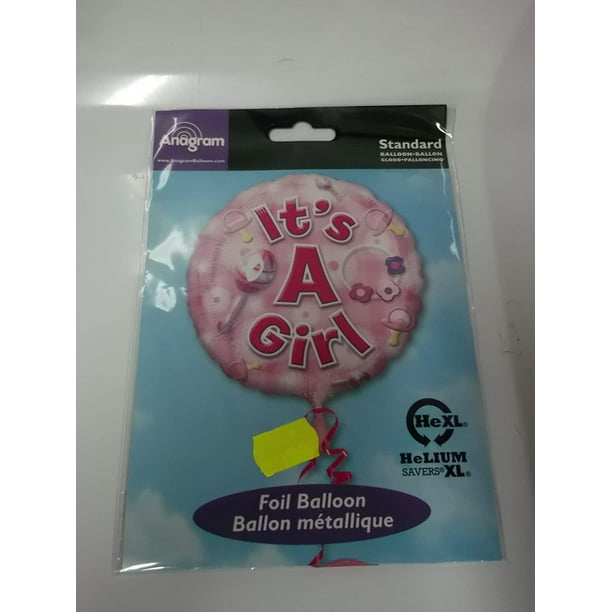 Anagram
www.AnagramBalloons.com
Standard
BALLOON•BALLON
GLOBO•PALLONCINO
It's
A
Girl
HeXL®
HeLIUM
SAVERS®XL®
Foil Balloon
Ballon métallique